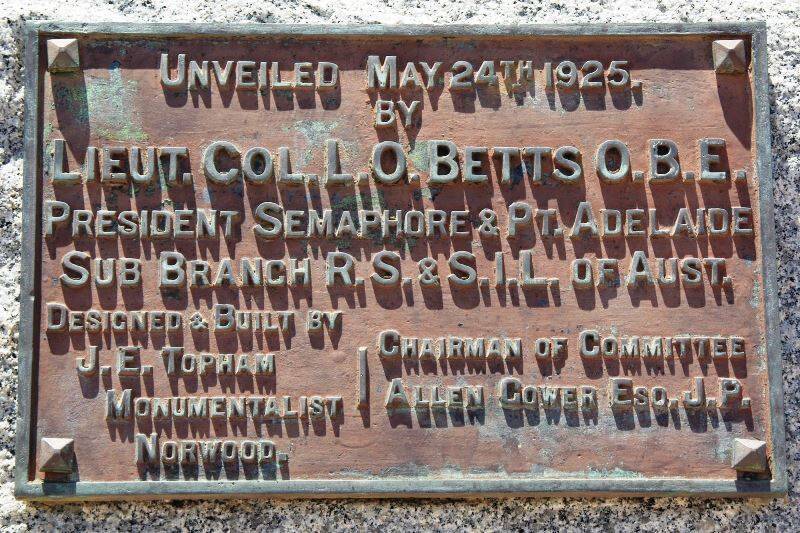 Unveiled May 24th 1925.
by
Lieut. Col. L. O. Betts O.B.E.
President Semaphore & Pt. Adelaide
Sub Branch R.S. & S.I.L. of Aust.
Designed & Built by
J. E. Topham
Monumentalist
Norwood.
Chairman of Committee
Allen Gower Esq. J.P.